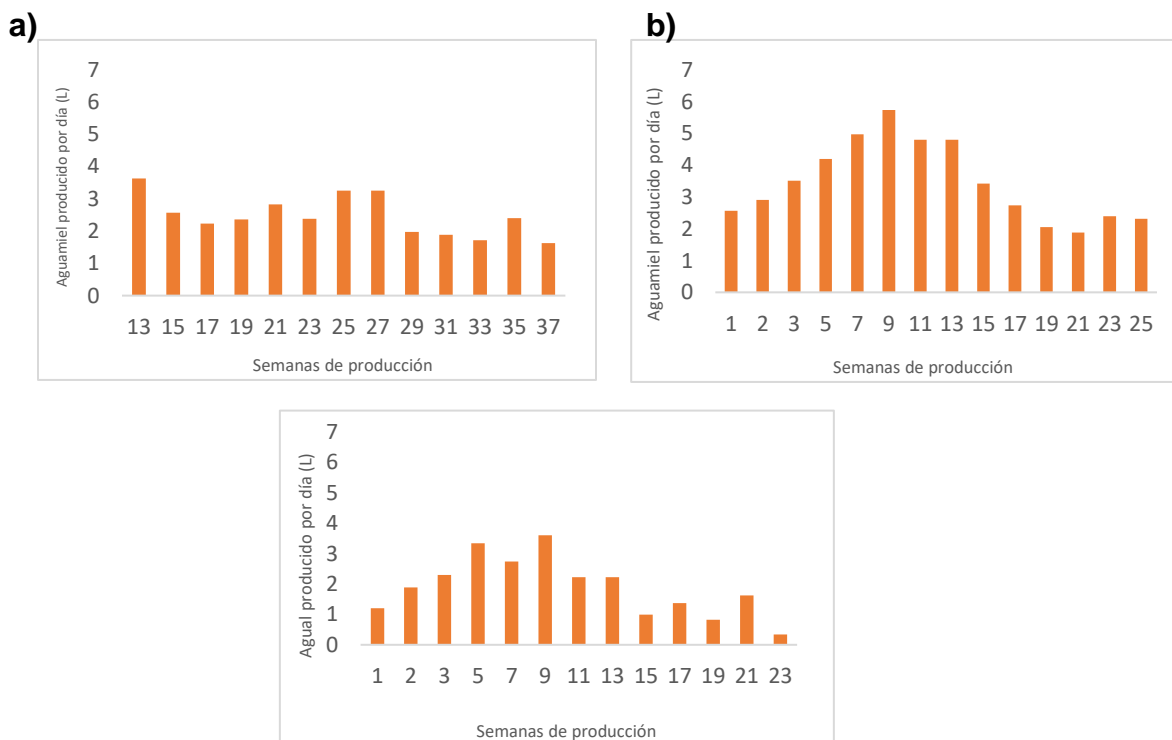 a)
7
6
5
4
3
2
1
0
Aguamiel producido por día (L)
13 15 17 19 21 23 25 27 29 31 33 35 37
Semanas de producción
b)
7
6
5
4
3
2
1
0
Aguamiel producido por día (L)
1 2 3 5 7 9 11 13 15 17 19 21 23 25
Semanas de producción
7
6
5
4
3
2
1
0
Agual producido por día (L)
1 2 3 5 7 9 11 13 15 17 19 21 23
Semanas de producción